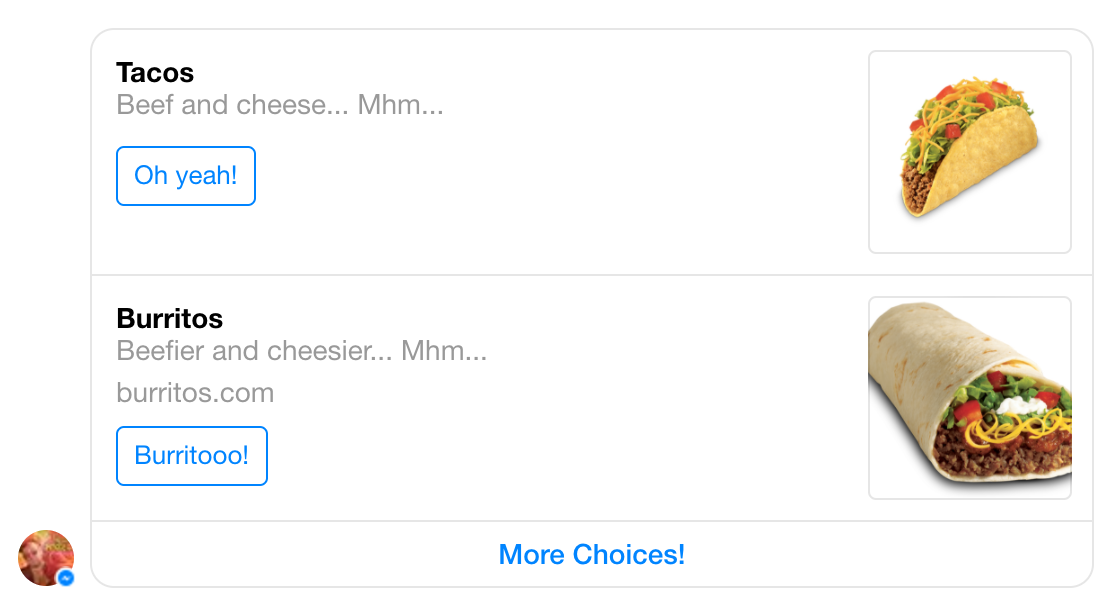 Tacos
Beef and cheese... Mhm...
Oh yeah!
Burritos
Beefier and cheesier... Mhm...
burritos.com
Burritooo!
More Choices!